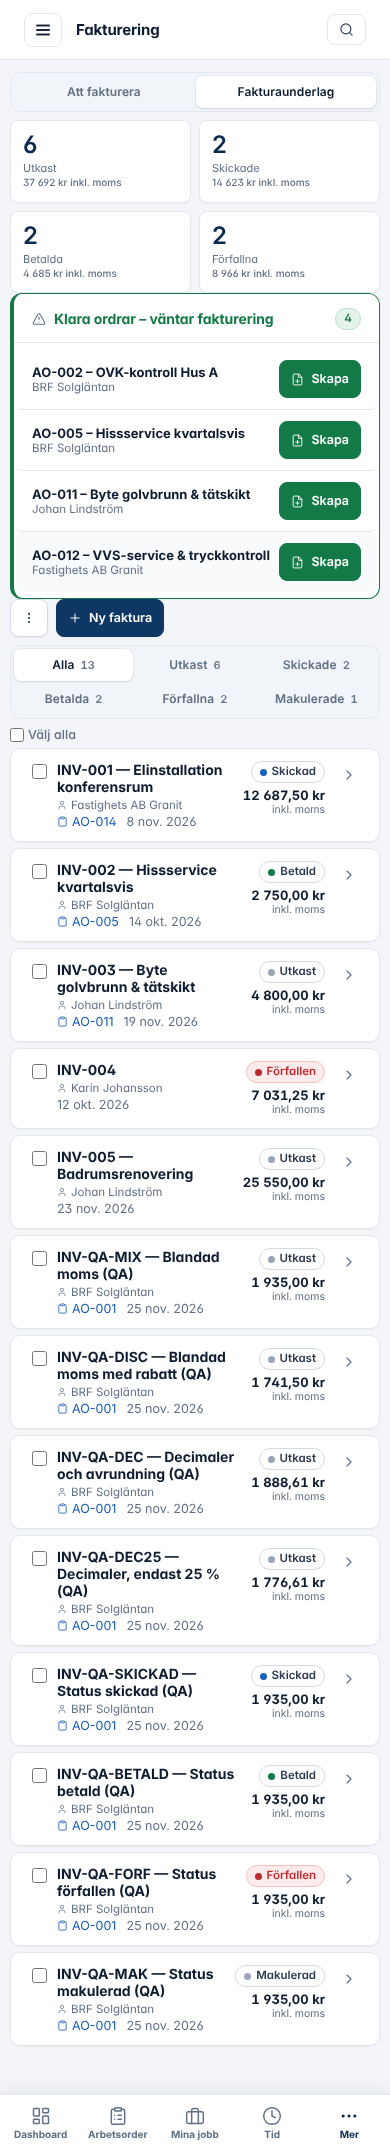 Fakturering
Att fakturera
Fakturaunderlag
6
Utkast
37 692 kr inkl. moms
2
Skickade
14 623 kr inkl. moms
2
Betalda
4 685 kr inkl. moms
2
Förfallna
8 966 kr inkl. moms
Klara ordrar – väntar fakturering
4
AO-002 – OVK-kontroll Hus A
BRF Solgläntan
Skapa
AO-005 – Hissservice kvartalsvis
BRF Solgläntan
Skapa
AO-011 – Byte golvbrunn & tätskikt
Johan Lindström
Skapa
AO-012 – VVS-service & tryckkontroll
Fastighets AB Granit
Skapa
Ny faktura
Alla 13
Utkast 6
Skickade 2
Betalda 2
Förfallna 2
Makulerade 1
Välj alla
INV-001 — Elinstallation
konferensrum
Fastighets AB Granit
AO-014 8 nov. 2026
Skickad
12 687,50 kr
inkl. moms
INV-002 — Hissservice
kvartalsvis
BRF Solgläntan
AO-005 14 okt. 2026
Betald
2 750,00 kr
inkl. moms
INV-003 — Byte
golvbrunn & tätskikt
Johan Lindström
AO-011 19 nov. 2026
Utkast
4 800,00 kr
inkl. moms
INV-004
Karin Johansson
12 okt. 2026
Förfallen
7 031,25 kr
inkl. moms
INV-005 —
Badrumsrenovering
Johan Lindström
23 nov. 2026
Utkast
25 550,00 kr
inkl. moms
INV-QA-MIX — Blandad
moms (QA)
BRF Solgläntan
AO-001 25 nov. 2026
Utkast
1 935,00 kr
inkl. moms
INV-QA-DISC — Blandad
moms med rabatt (QA)
BRF Solgläntan
AO-001 25 nov. 2026
Utkast
1 741,50 kr
inkl. moms
INV-QA-DEC — Decimaler
och avrundning (QA)
BRF Solgläntan
AO-001 25 nov. 2026
Utkast
1 888,61 kr
inkl. moms
INV-QA-DEC25 —
Decimaler, endast 25 %
(QA)
BRF Solgläntan
AO-001 25 nov. 2026
Utkast
1 776,61 kr
inkl. moms
INV-QA-SKICKAD —
Status skickad (QA)
BRF Solgläntan
AO-001 25 nov. 2026
Skickad
1 935,00 kr
inkl. moms
INV-QA-BETALD — Status
betald (QA)
BRF Solgläntan
AO-001 25 nov. 2026
Betald
1 935,00 kr
inkl. moms
INV-QA-FORF — Status
förfallen (QA)
BRF Solgläntan
AO-001 25 nov. 2026
Förfallen
1 935,00 kr
inkl. moms
INV-QA-MAK — Status
makulerad (QA)
BRF Solgläntan
AO-001 25 nov. 2026
Makulerad
1 935,00 kr
inkl. moms
Dashboard
Arbetsorder
Mina jobb
Tid
Mer